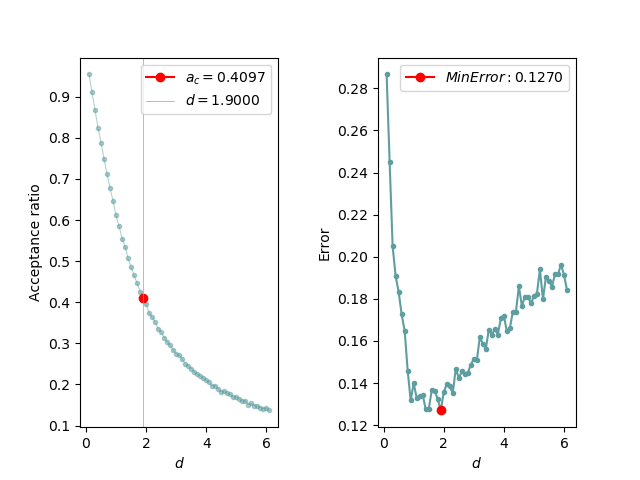 a_c = 0.4097
d = 1.9000
0.9
0.8
0.7
0.6
0.5
0.4
0.3
0.2
0.1
Acceptance ratio
0 2 4 6
d
MinError: 0.1270
0.28
0.26
0.24
0.22
0.20
0.18
0.16
0.14
0.12
Error
0 2 4 6
d